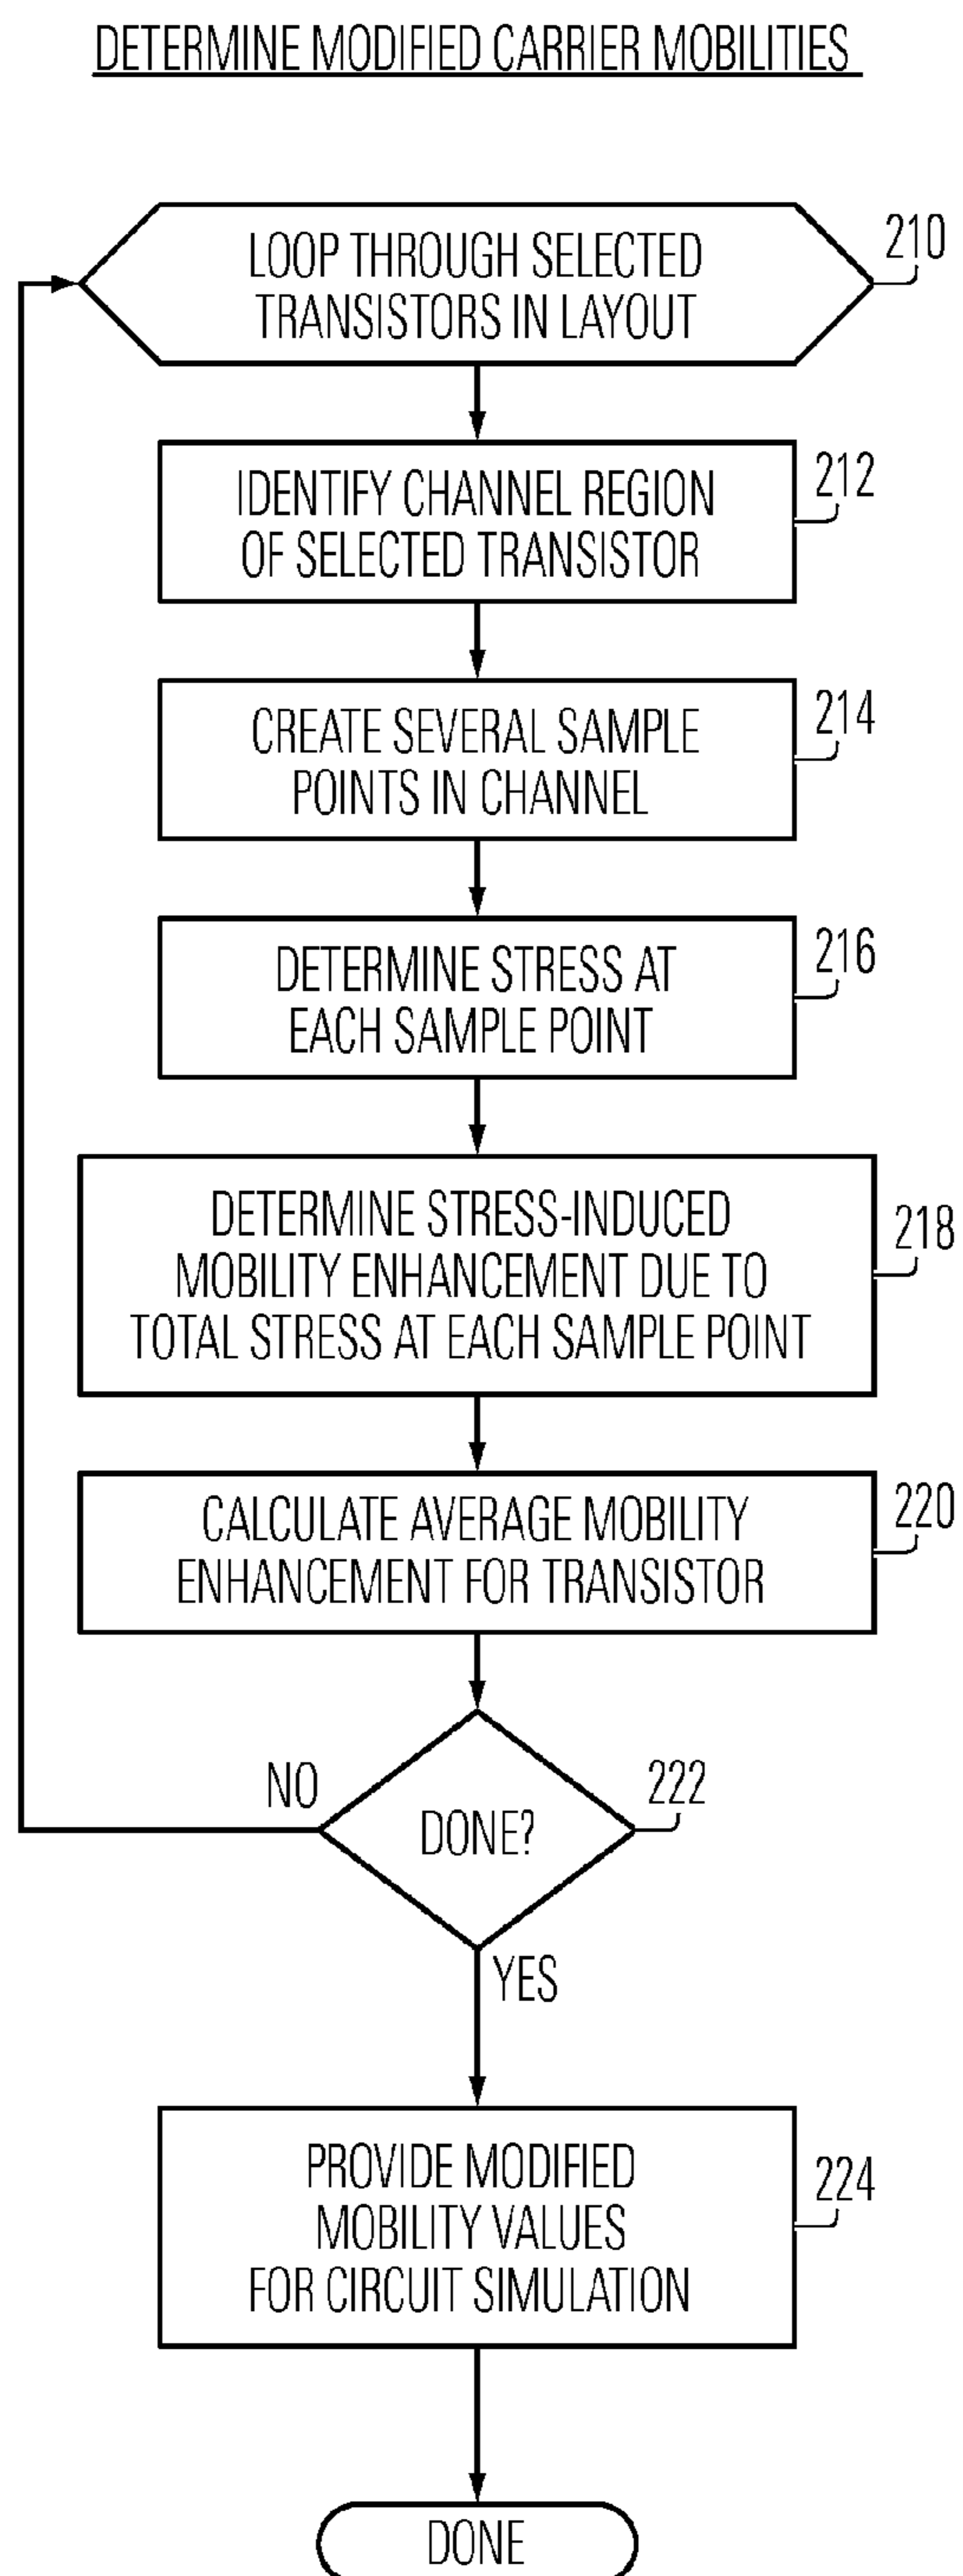 DETERMINE MODIFIED CARRIER MOBILITIES
LOOP THROUGH SELECTED
TRANSISTORS IN LAYOUT
210
IDENTIFY CHANNEL REGION
OF SELECTED TRANSISTOR
212
CREATE SEVERAL SAMPLE
POINTS IN CHANNEL
214
DETERMINE STRESS AT
EACH SAMPLE POINT
216
DETERMINE STRESS-INDUCED
MOBILITY ENHANCEMENT DUE TO
TOTAL STRESS AT EACH SAMPLE POINT
218
CALCULATE AVERAGE MOBILITY
ENHANCEMENT FOR TRANSISTOR
220
NO
DONE?
222
YES
PROVIDE MODIFIED
MOBILITY VALUES
FOR CIRCUIT SIMULATION
224
DONE